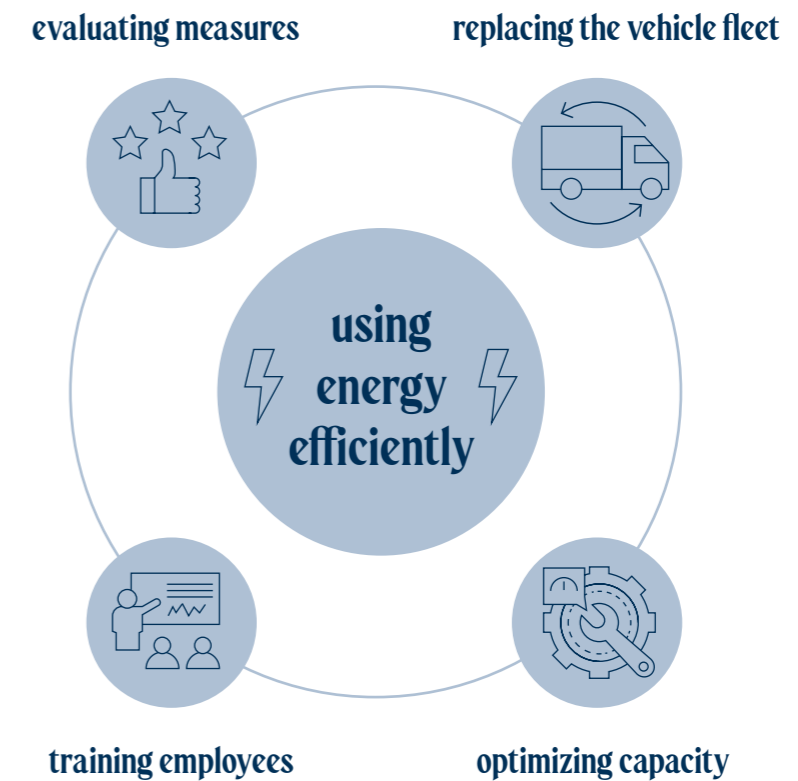 evaluating measures
replacing the vehicle fleet
using
energy
efficiently
training employees
optimizing capacity